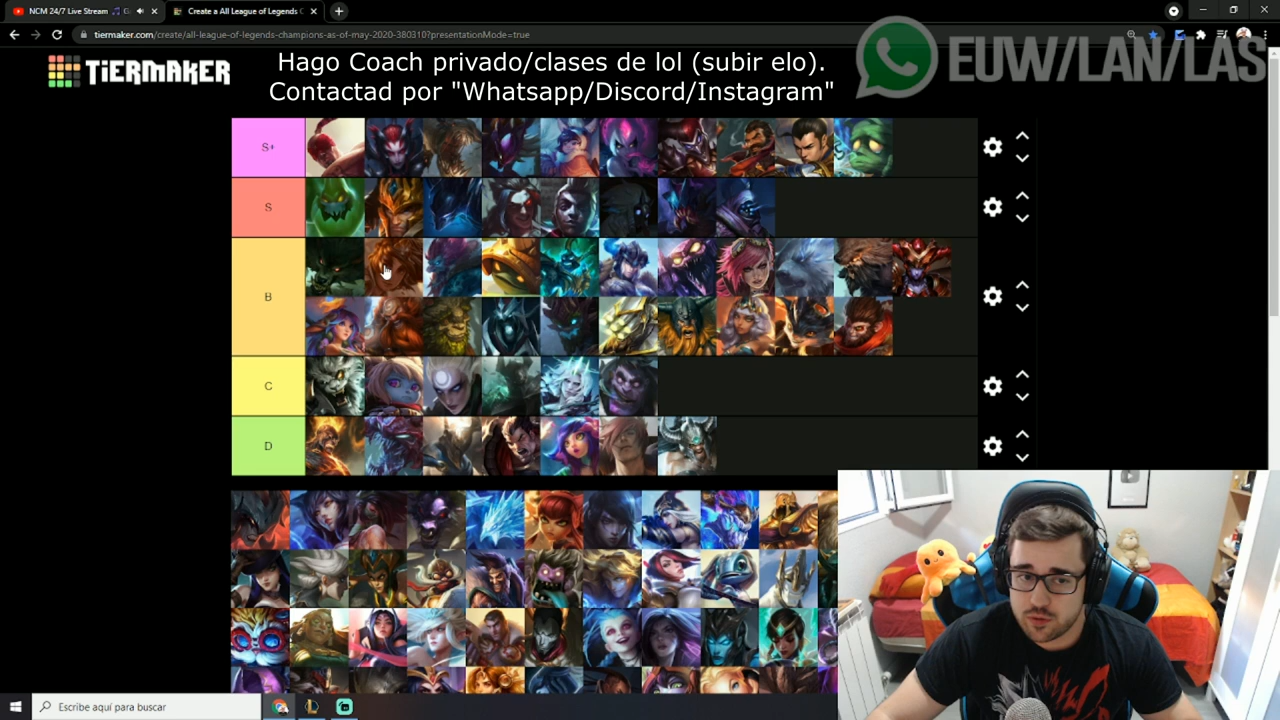 NCM 24/7 Live Stream
Create a All League of Legends C
tiermaker.com/create/all-league-of-legends-champions-as-of-may-2020-380310?presentationMode=true
TiERMAKER
Hago Coach privado/clases de lol (subir elo).
Contactad por "Whatsapp/Discord/Instagram"
EUW/LAN/LAS
S+
S
B
C
D
Escribe aquí para buscar